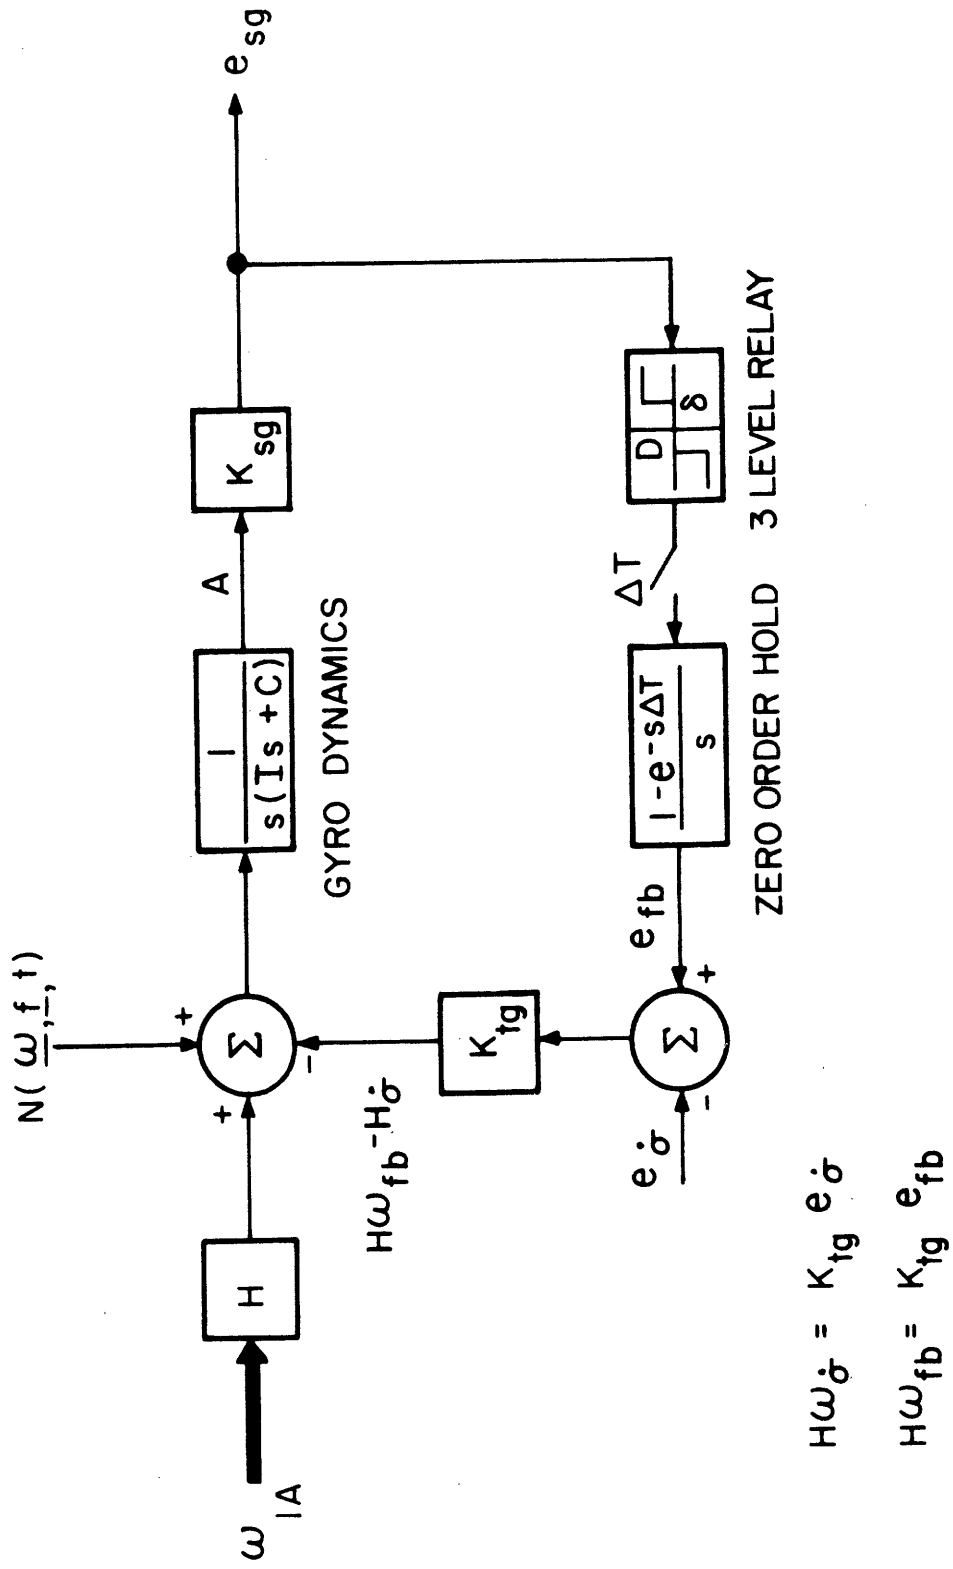 N(ω, f, t)
ω_IA
H
+
+
Σ
-
1
s(Is + C)
GYRO DYNAMICS
A
K_sg
e_sg
Hω_fb - Hσ̇
K_tg
e_σ̇
-
Σ
+
e_fb
1 - e^-sΔT
s
ZERO ORDER HOLD
ΔT
D
δ
3 LEVEL RELAY
Hω_σ̇ = K_tg e_σ̇
Hω_fb = K_tg e_fb